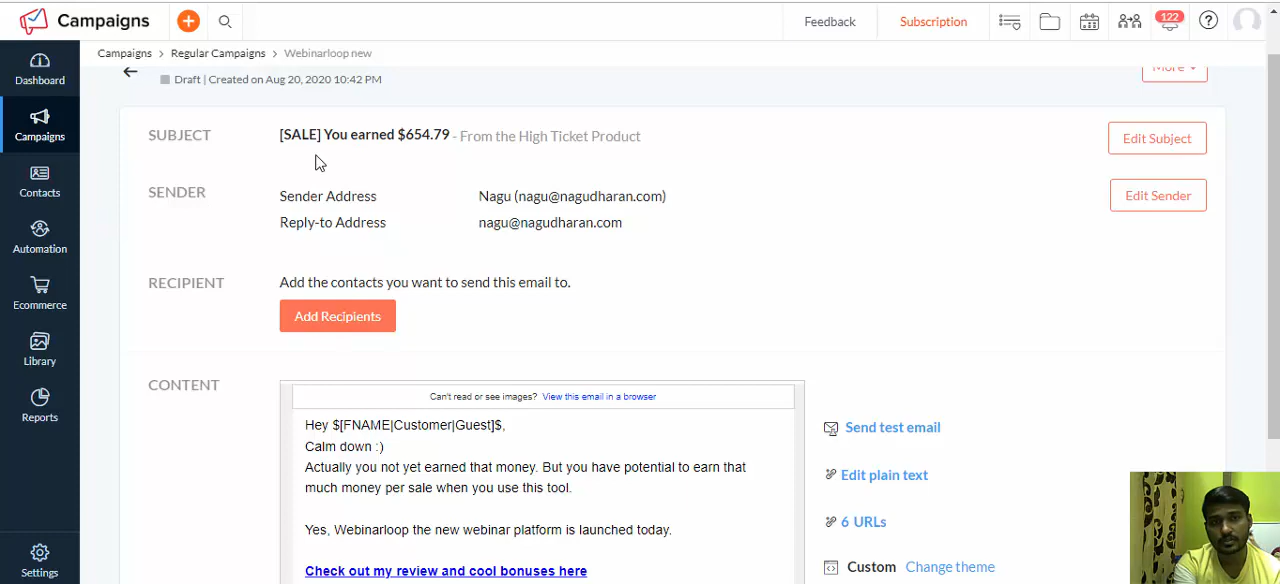 Campaigns
Feedback
Subscription
122
Campaigns > Regular Campaigns > Webinarloop new
Draft | Created on Aug 20, 2020 10:42 PM
More
Dashboard
Campaigns
Contacts
Automation
Ecommerce
Library
Reports
Settings
SUBJECT
[SALE] You earned $654.79 - From the High Ticket Product
Edit Subject
SENDER
Sender Address Nagu (nagu@nagudharan.com)
Edit Sender
Reply-to Address nagu@nagudharan.com
RECIPIENT
Add the contacts you want to send this email to.
Add Recipients
CONTENT
Can't read or see images? View this email in a browser
Hey $[FNAME|Customer|Guest]$,
Calm down :)
Actually you not yet earned that money. But you have potential to earn that
much money per sale when you use this tool.
Yes, Webinarloop the new webinar platform is launched today.
Check out my review and cool bonuses here
Send test email
Edit plain text
6 URLs
Custom Change theme